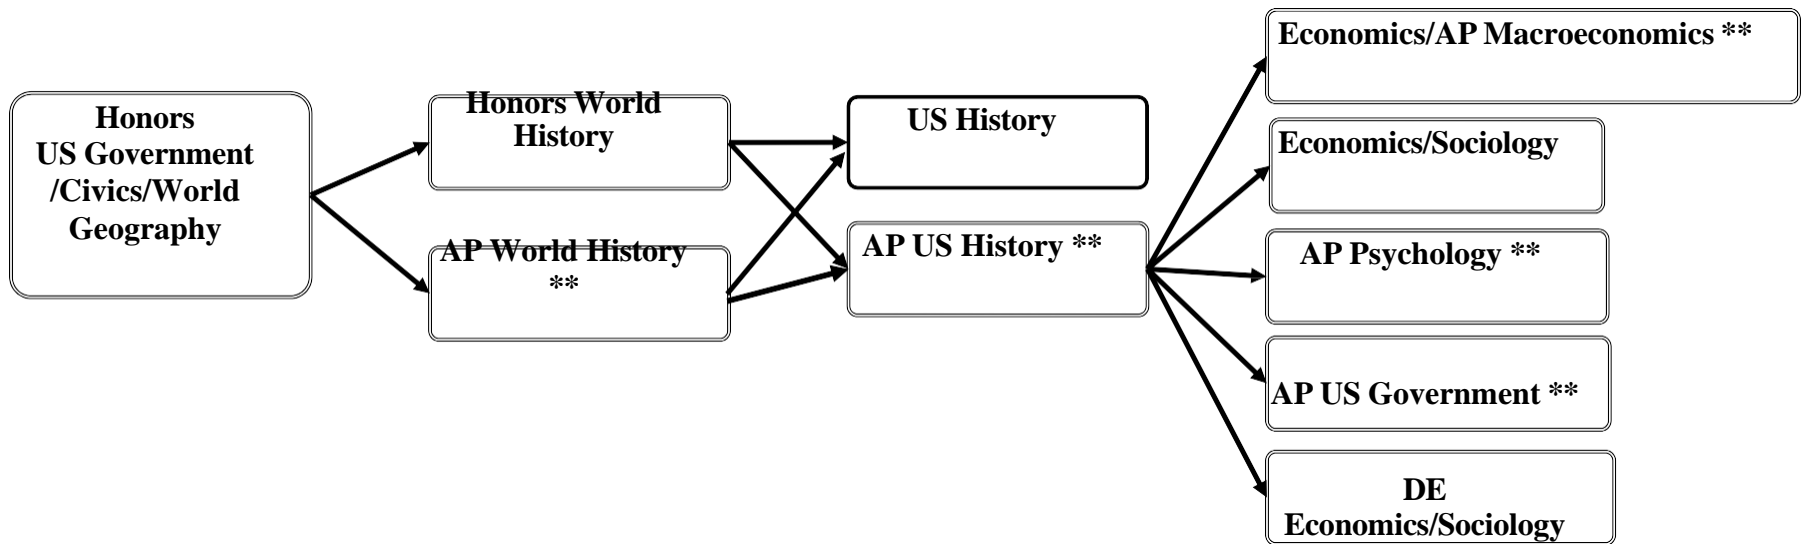 Honors
US Government
/Civics/World
Geography
Honors World
History
AP World History
**
US History
AP US History **
Economics/AP Macroeconomics **
Economics/Sociology
AP Psychology **
AP US Government **
DE
Economics/Sociology